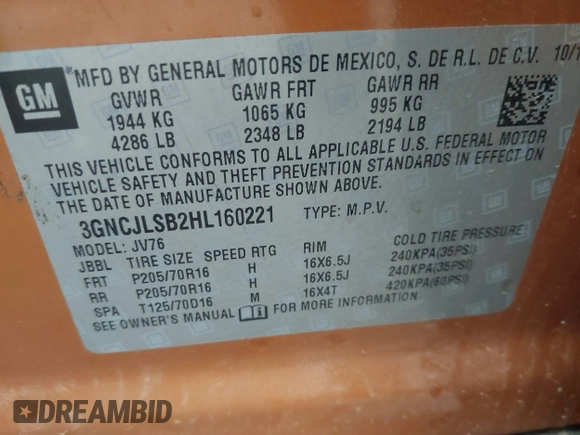 GM
*MFD BY GENERAL MOTORS DE MEXICO, S. DE R.L. DE C.V. 10/1
GVWR GAWR FRT GAWR RR
1944 KG 1065 KG 995 KG
4286 LB 2348 LB 2194 LB
THIS VEHICLE CONFORMS TO ALL APPLICABLE U.S. FEDERAL MOTOR
VEHICLE SAFETY AND THEFT PREVENTION STANDARDS IN EFFECT ON
THE DATE OF MANUFACTURE SHOWN ABOVE.
3GNCJLSB2HL160221 TYPE: M.P.V.
MODEL: JV76
JBBL TIRE SIZE SPEED RTG RIM COLD TIRE PRESSURE
FRT P205/70R16 H 16X6.5J 240KPA(35PSI)
RR P205/70R16 H 16X6.5J 240KPA(35PSI)
SPA T125/70D16 M 16X4T 420KPA(60PSI)
SEE OWNER'S MANUAL FOR MORE INFORMATION.
DREAMBID